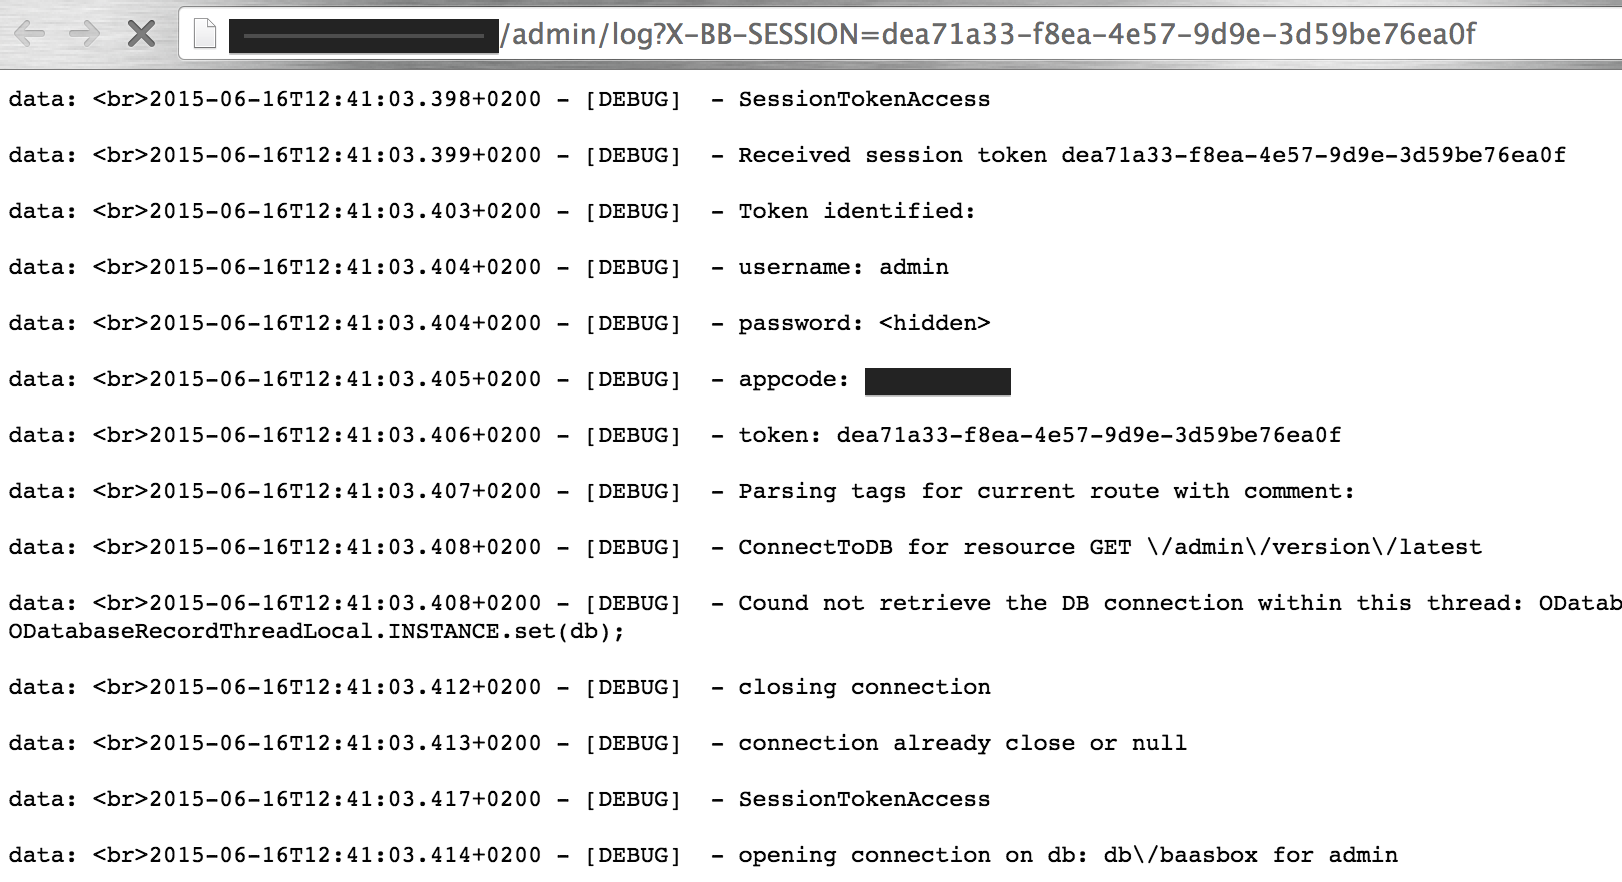 /admin/log?X-BB-SESSION=dea71a33-f8ea-4e57-9d9e-3d59be76ea0f
data: <br>2015-06-16T12:41:03.398+0200 - [DEBUG]  - SessionTokenAccess
data: <br>2015-06-16T12:41:03.399+0200 - [DEBUG]  - Received session token dea71a33-f8ea-4e57-9d9e-3d59be76ea0f
data: <br>2015-06-16T12:41:03.403+0200 - [DEBUG]  - Token identified:
data: <br>2015-06-16T12:41:03.404+0200 - [DEBUG]  - username: admin
data: <br>2015-06-16T12:41:03.404+0200 - [DEBUG]  - password: <hidden>
data: <br>2015-06-16T12:41:03.405+0200 - [DEBUG]  - appcode:
data: <br>2015-06-16T12:41:03.406+0200 - [DEBUG]  - token: dea71a33-f8ea-4e57-9d9e-3d59be76ea0f
data: <br>2015-06-16T12:41:03.407+0200 - [DEBUG]  - Parsing tags for current route with comment:
data: <br>2015-06-16T12:41:03.408+0200 - [DEBUG]  - ConnectToDB for resource GET \/admin\/version\/latest
data: <br>2015-06-16T12:41:03.408+0200 - [DEBUG]  - Cound not retrieve the DB connection within this thread: ODatab
ODatabaseRecordThreadLocal.INSTANCE.set(db);
data: <br>2015-06-16T12:41:03.412+0200 - [DEBUG]  - closing connection
data: <br>2015-06-16T12:41:03.413+0200 - [DEBUG]  - connection already close or null
data: <br>2015-06-16T12:41:03.417+0200 - [DEBUG]  - SessionTokenAccess
data: <br>2015-06-16T12:41:03.414+0200 - [DEBUG]  - opening connection on db: db\/baasbox for admin